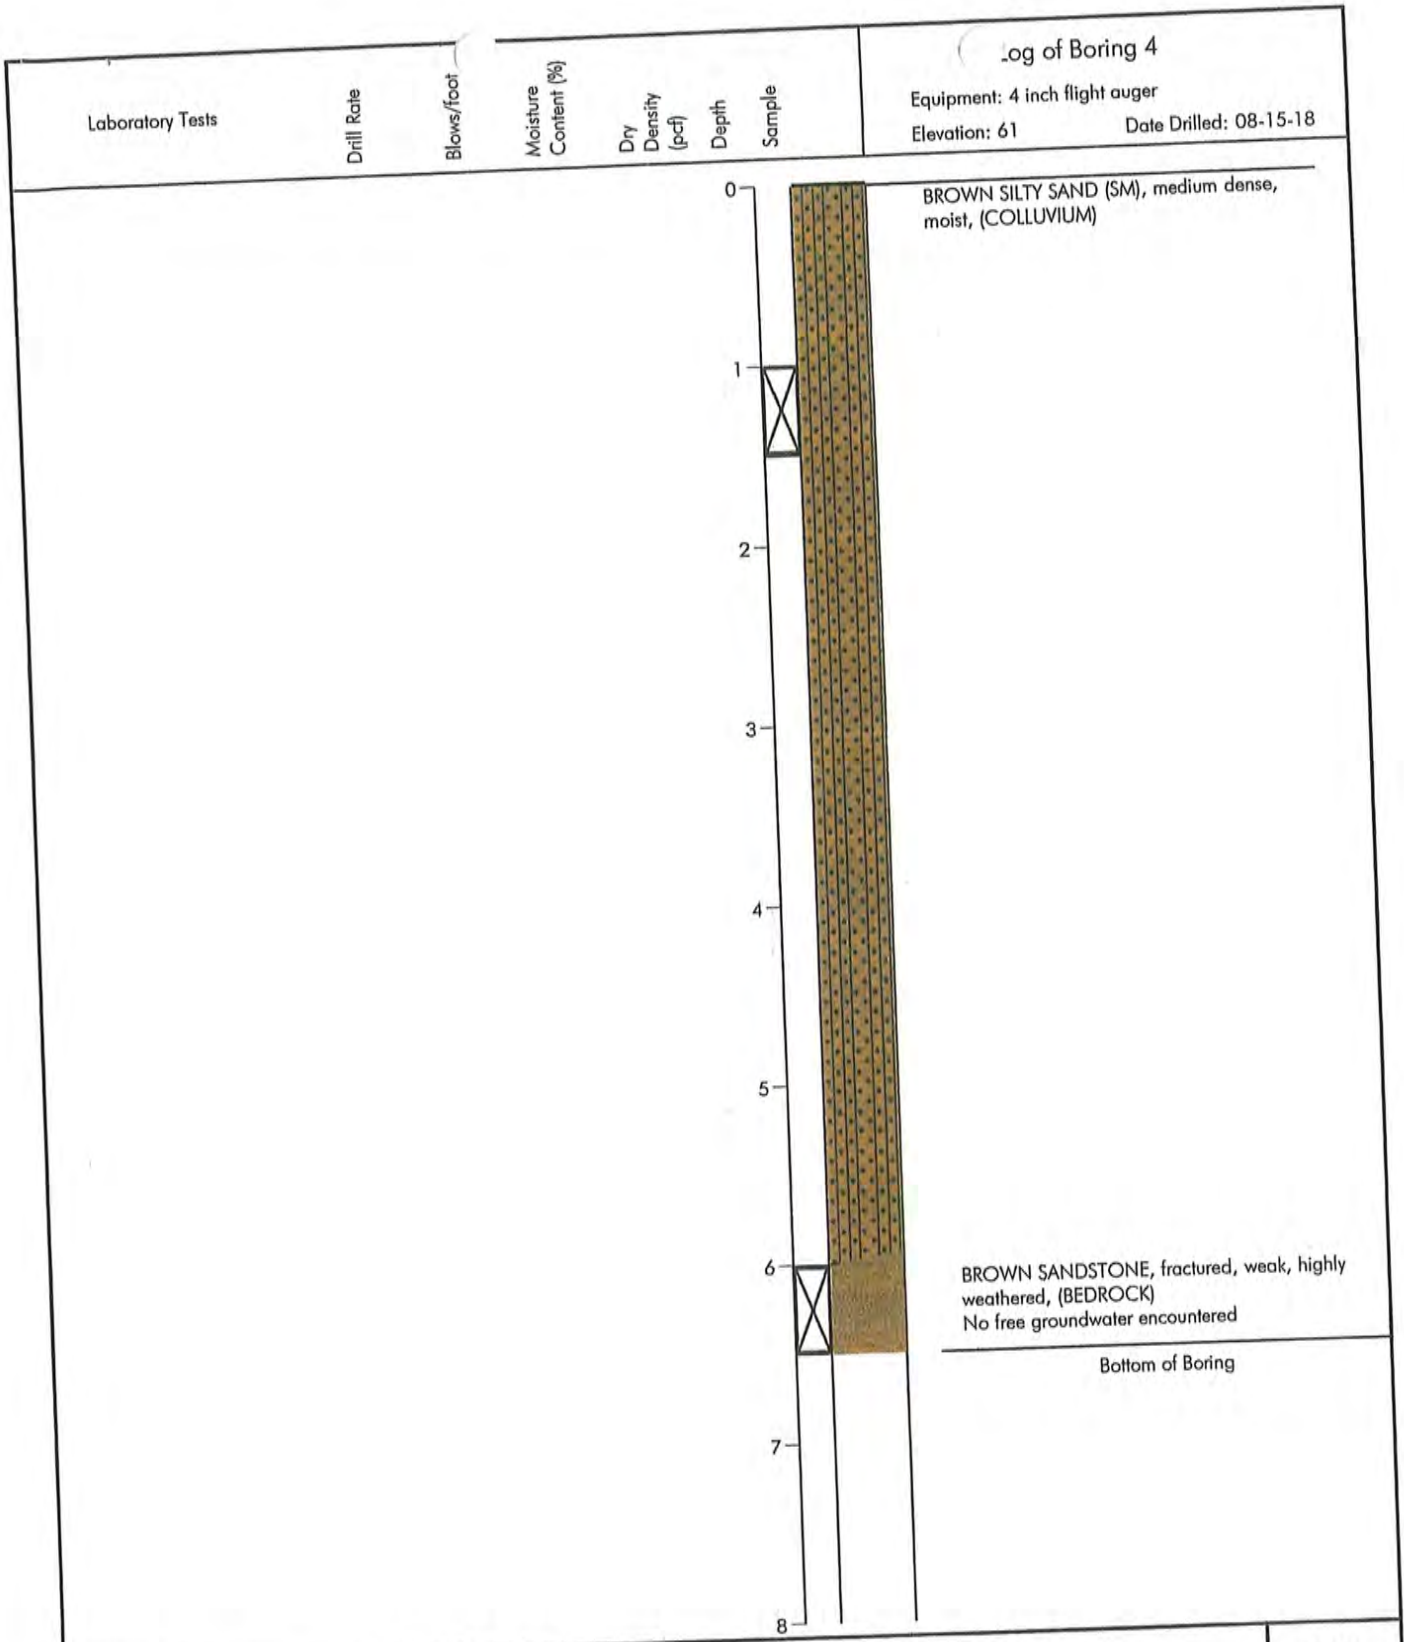 og of Boring 4
Equipment: 4 inch flight auger
Elevation: 61 Date Drilled: 08-15-18
Laboratory Tests
Drill Rate
Blows/foot
Moisture
Content (%)
Dry
Density
(pcf)
Depth
Sample
0
BROWN SILTY SAND (SM), medium dense,
moist, (COLLUVIUM)
1
2
3
4
5
6
BROWN SANDSTONE, fractured, weak, highly
weathered, (BEDROCK)
No free groundwater encountered
Bottom of Boring
7
8